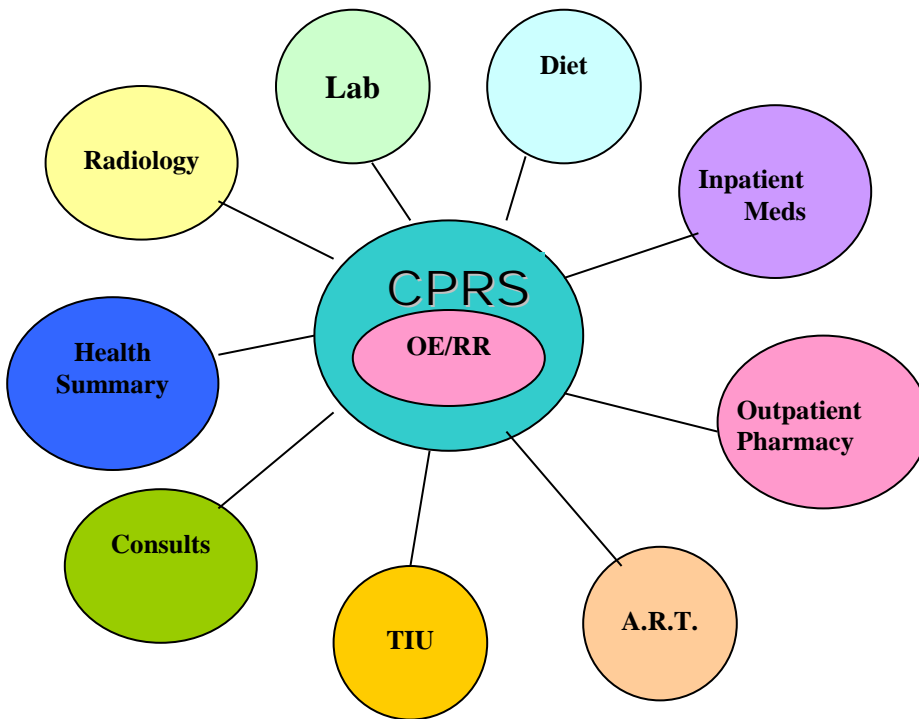 Lab
Diet
Radiology
Inpatient
Meds
CPRS
OE/RR
Health
Summary
Outpatient
Pharmacy
Consults
TIU
A.R.T.